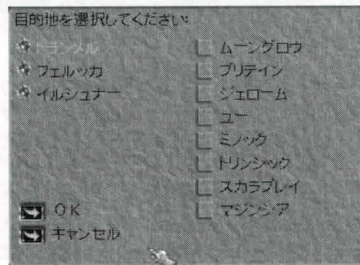 目的地を選択してください:
トランメル
フェルッカ
イルシュナー
OK
キャンセル
ムーングロウ
ブリテイン
ジェローム
ユー
ミノック
トリンシック
スカラブレイ
マジンシア